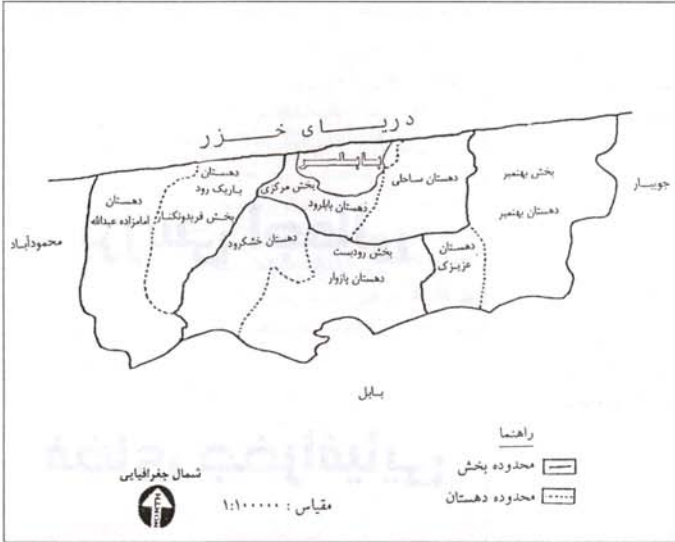 دریای خزر
بابلسر
دهستان
باریک رود
بخش مرکزی
دهستان ساحلی
بخش بهنمیر
جویبار
دهستان
امامزاده عبدالله
بخش فریدونکنار
دهستان بابلرود
دهستان بهنمیر
محمودآباد
دهستان خشکرود
بخش رودبست
دهستان
عزیزک
دهستان پازوار
بابل
راهنما
محدوده بخش
محدوده دهستان
شمال جغرافیایی
مقیاس : ۱:۱۰۰۰۰۰